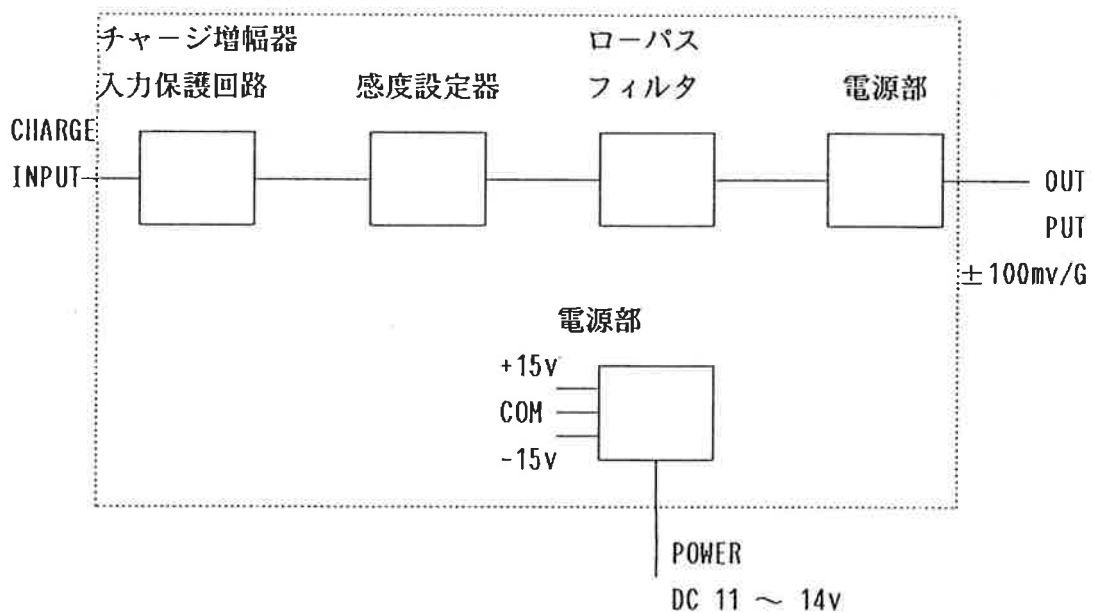 チャージ増幅器
入力保護回路
感度設定器
ローパス
フィルタ
電源部
CHARGE
INPUT
OUT
PUT
±100mv/G
電源部
+15v
COM
-15v
POWER
DC 11 ～ 14v